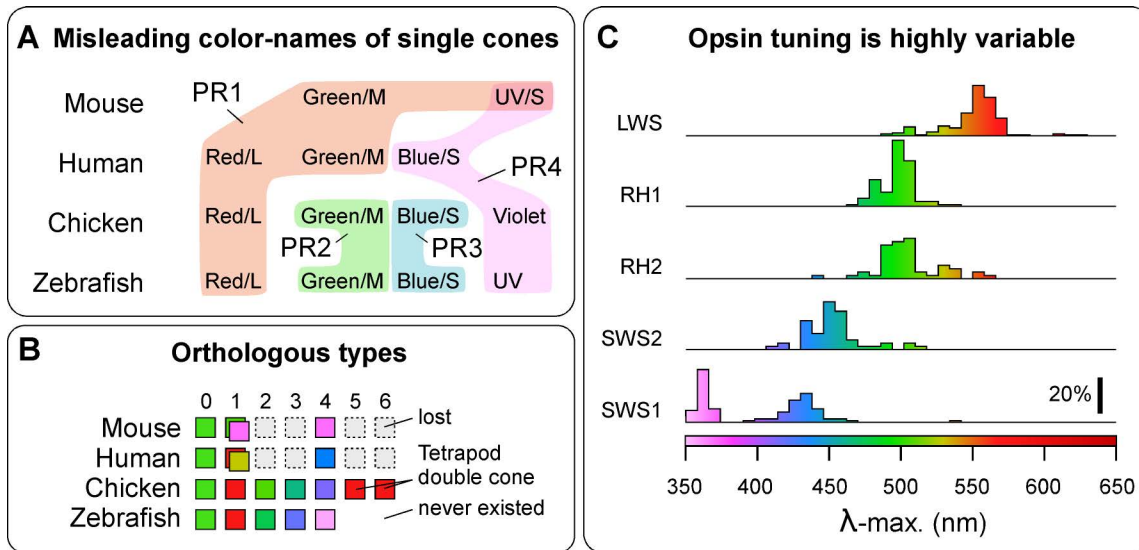 A Misleading color-names of single cones
PR1
Mouse Green/M UV/S
Human Red/L Green/M Blue/S
PR4
Chicken Red/L Green/M Blue/S Violet
PR2 PR3
Zebrafish Red/L Green/M Blue/S UV
B Orthologous types
0 1 2 3 4 5 6
Mouse
lost
Human
Tetrapod
double cone
Chicken
never existed
Zebrafish
C Opsin tuning is highly variable
LWS
RH1
RH2
SWS2
SWS1
20%
350 400 450 500 550 600 650
λ-max. (nm)